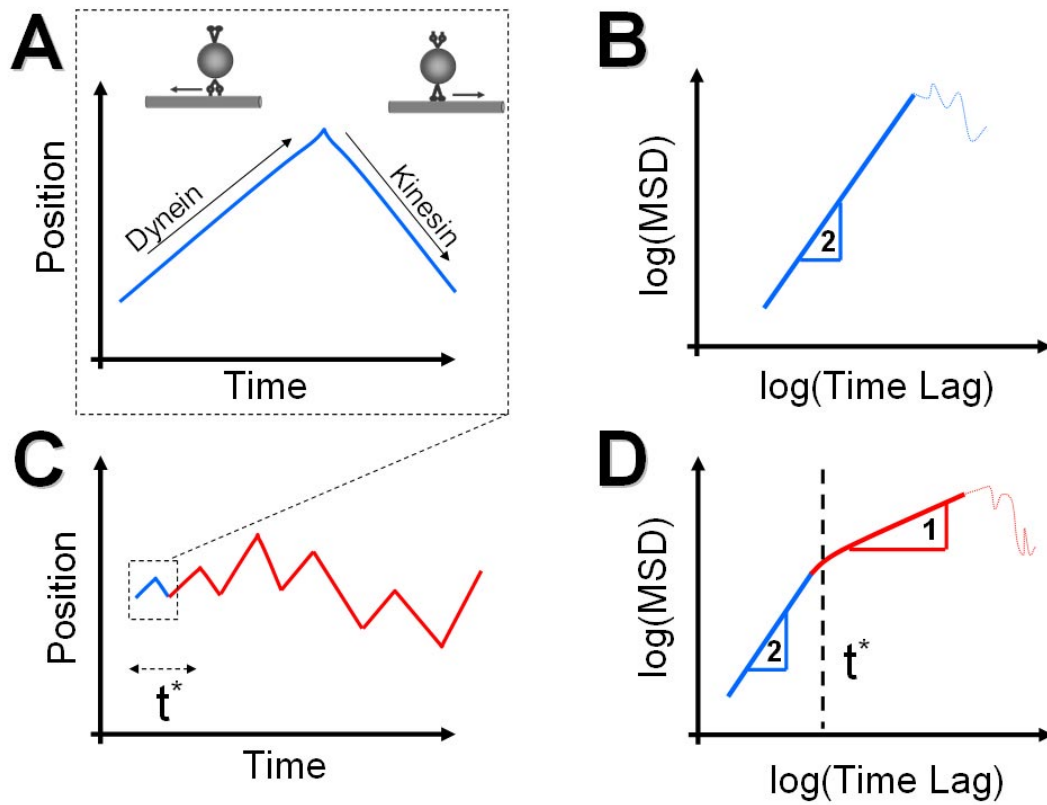 A
Position
Dynein
Kinesin
Time
B
log(MSD)
2
log(Time Lag)
C
Position
t*
Time
D
log(MSD)
2
1
t*
log(Time Lag)